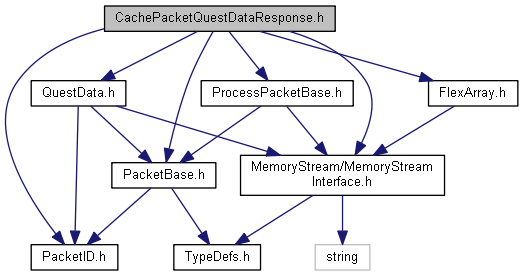 CachePacketQuestDataResponse.h
QuestData.h
ProcessPacketBase.h
FlexArray.h
PacketBase.h
MemoryStream/MemoryStream
Interface.h
PacketID.h
TypeDefs.h
string